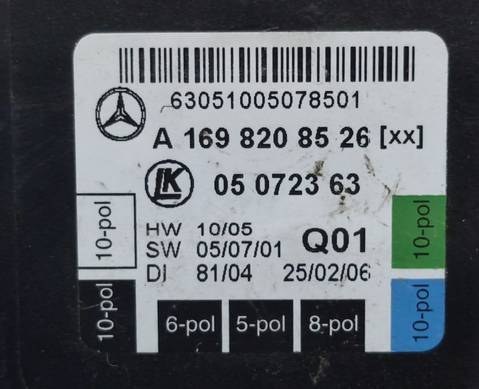 63051005078501
A 169 820 85 26 [xx]
LK 05 0723 63
HW 10/05
SW 05/07/01 Q01
DI 81/04 25/02/06
10-pol
10-pol
6-pol 5-pol 8-pol
10-pol
10-pol